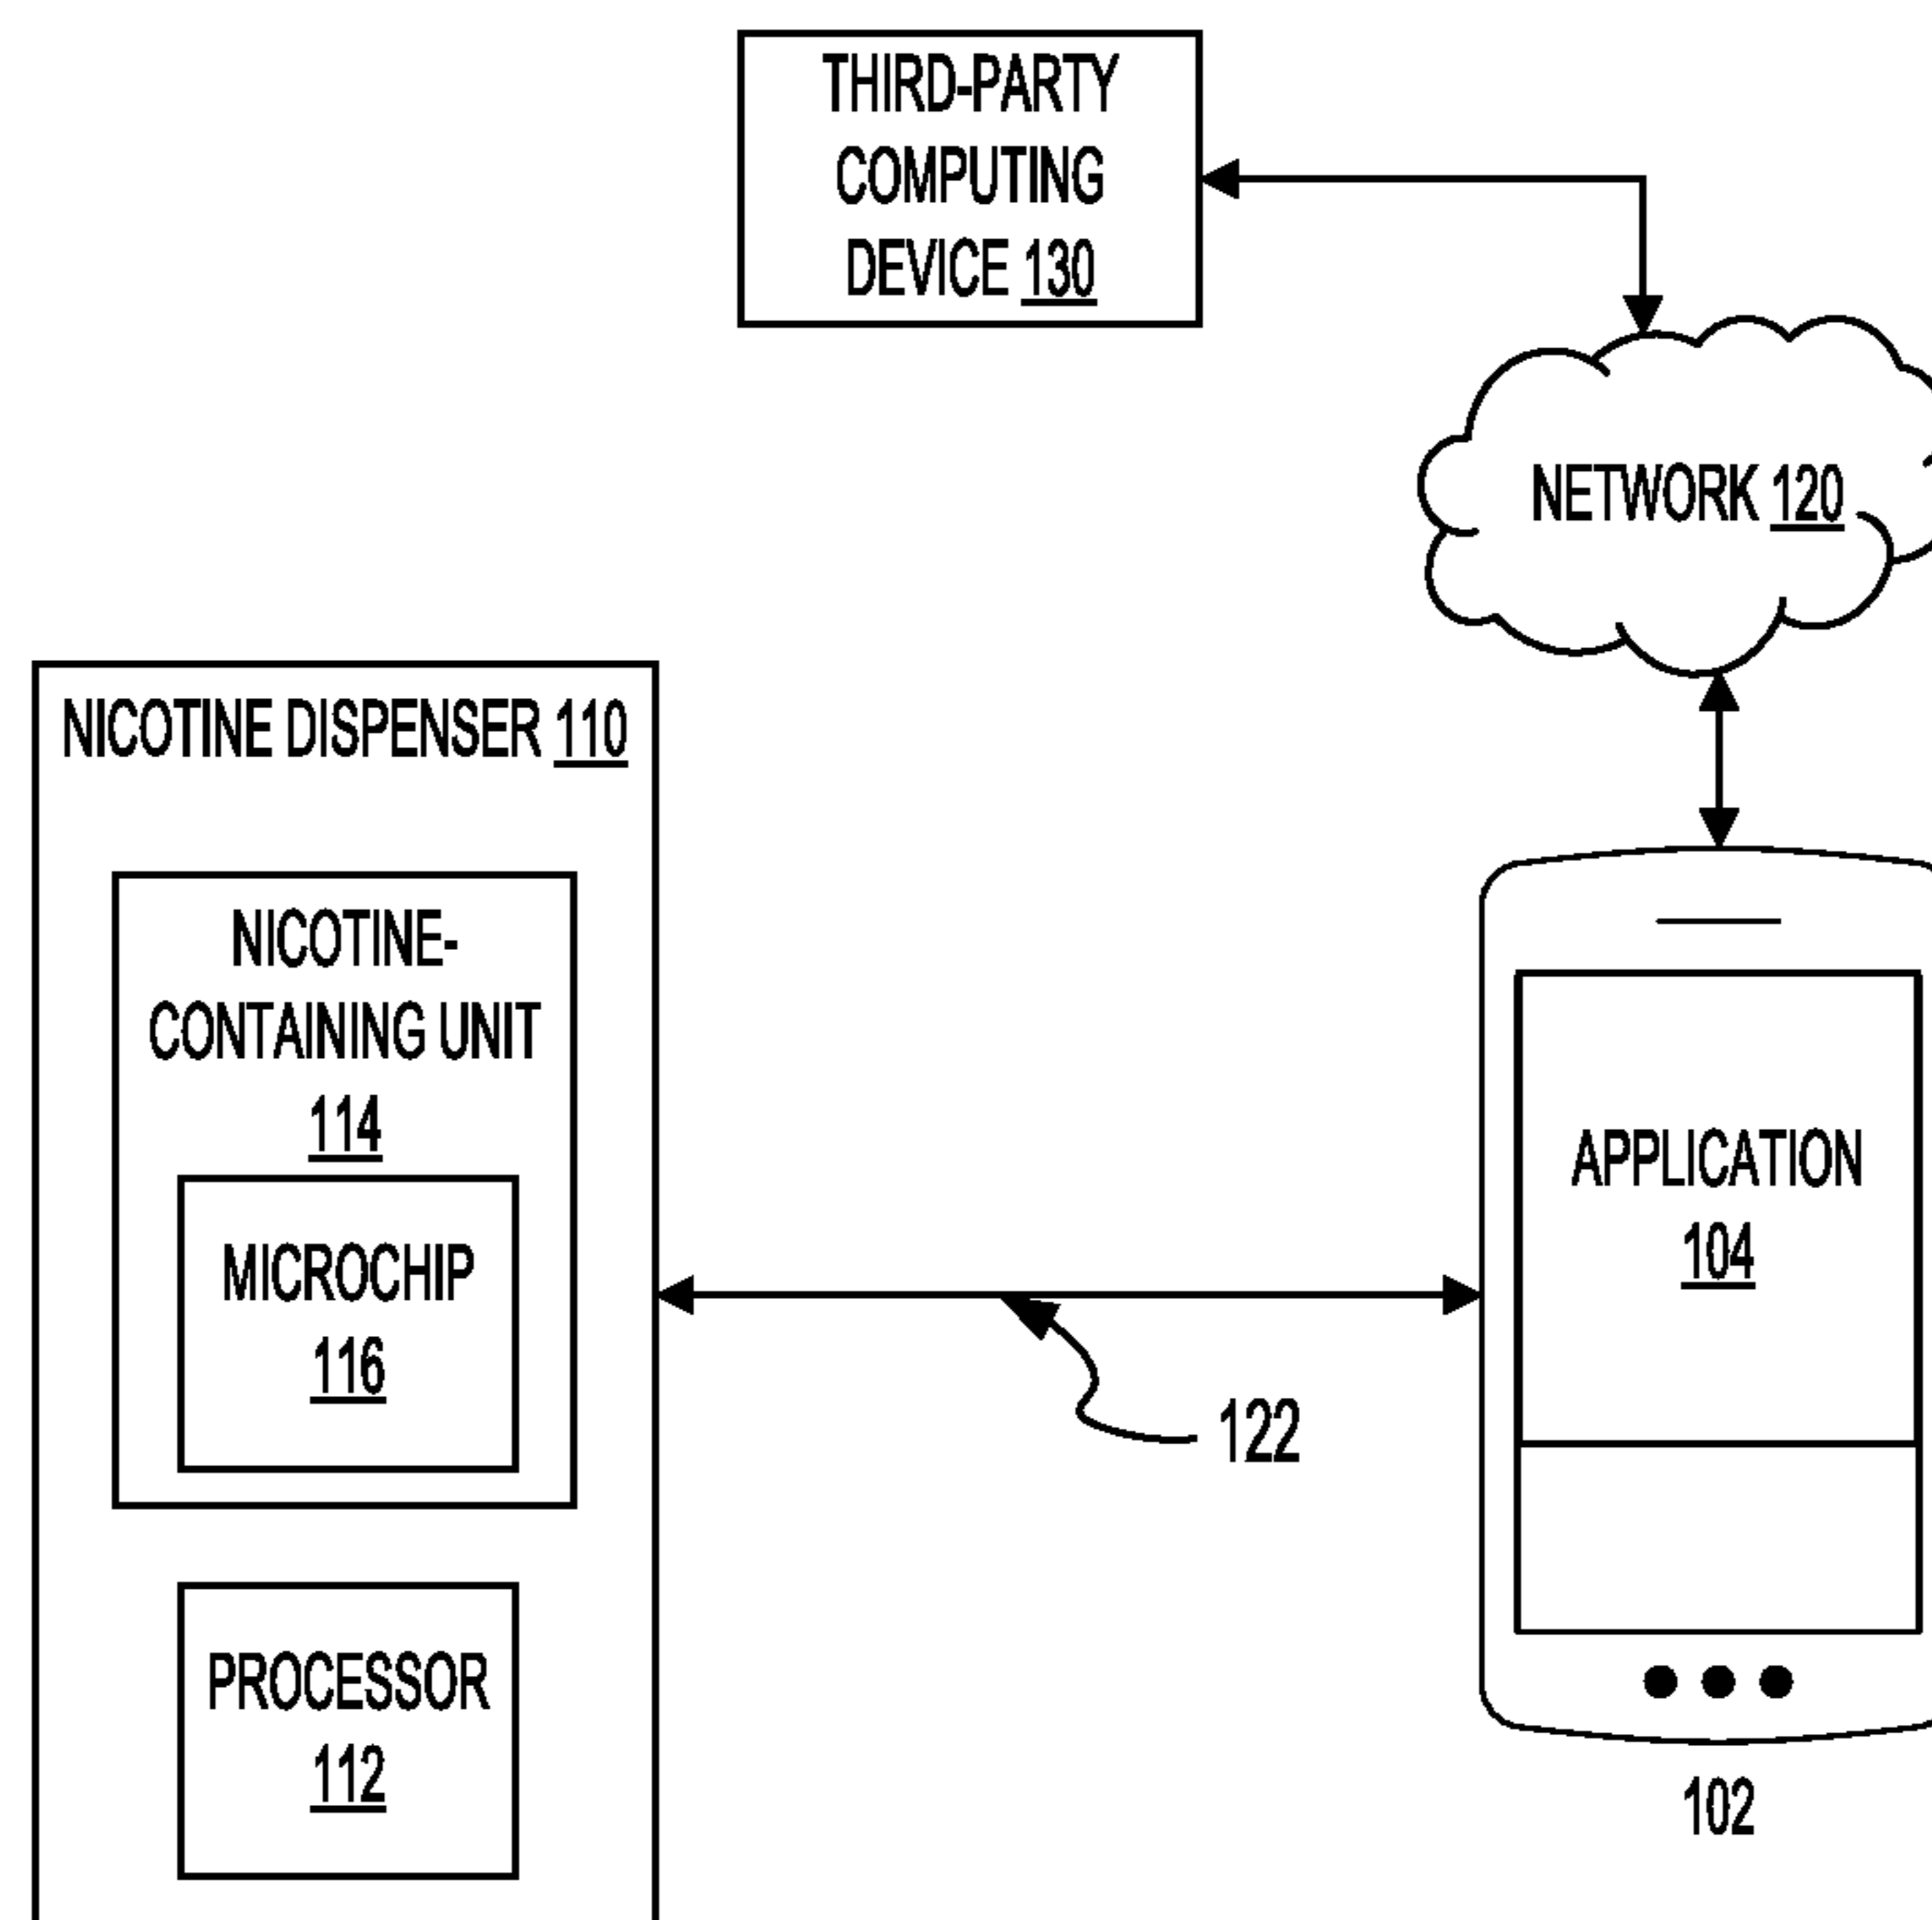 THIRD-PARTY
COMPUTING
DEVICE 130
NETWORK 120
NICOTINE DISPENSER 110
NICOTINE-
CONTAINING UNIT
114
MICROCHIP
116
PROCESSOR
112
122
APPLICATION
104
102